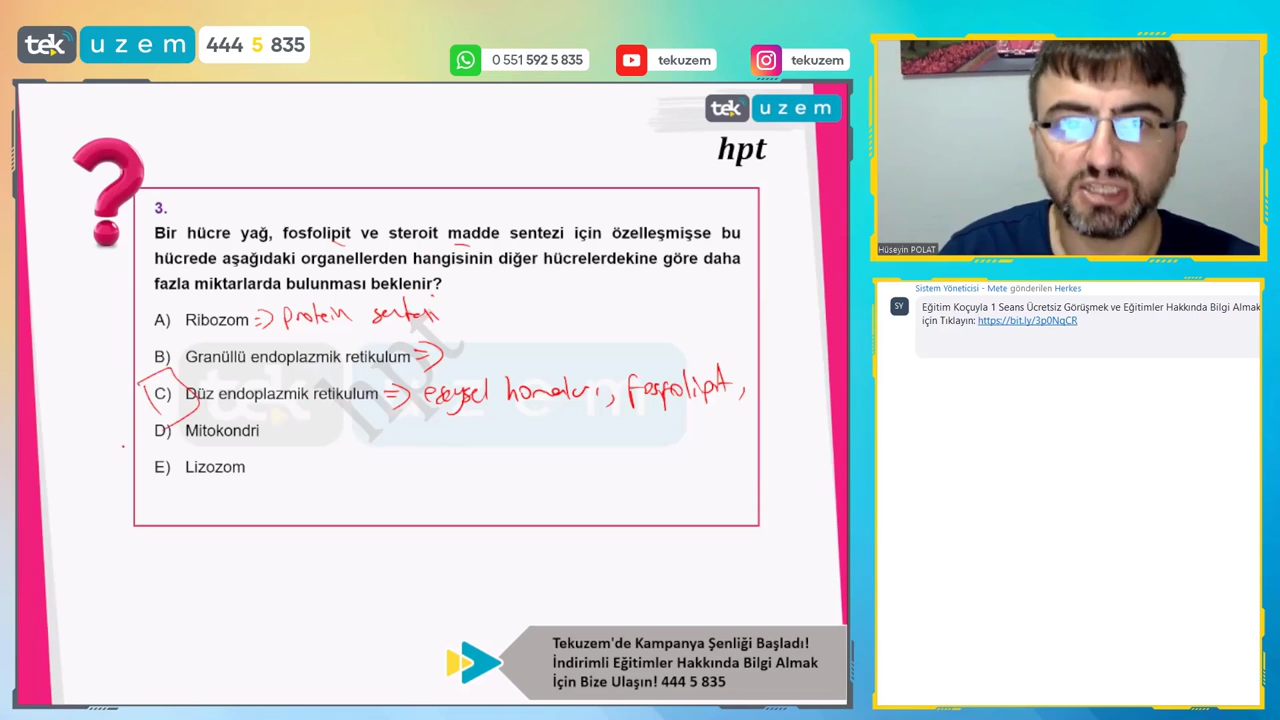 tek uzem 444 5 835
0 551 592 5 835 tekuzem tekuzem
tek uzem
hpt
3.
Bir hücre yağ, fosfolipit ve steroit madde sentezi için özelleşmişse bu
hücrede aşağıdaki organellerden hangisinin diğer hücrelerdekine göre daha
fazla miktarlarda bulunması beklenir?
A) Ribozom => protein sentezi
B) Granüllü endoplazmik retikulum =>
C) Düz endoplazmik retikulum => eşeysel hormonlar, fosfolipit,
D) Mitokondri
E) Lizozom
tek uzem
hpt
Tekuzem'de Kampanya Şenliği Başladı!
İndirimli Eğitimler Hakkında Bilgi Almak
İçin Bize Ulaşın! 444 5 835
Hüseyin POLAT
Sistem Yöneticisi - Mete gönderilen Herkes
SY
Eğitim Koçuyla 1 Seans Ücretsiz Görüşmek ve Eğitimler Hakkında Bilgi Almak
için Tıklayın: https://bit.ly/3p0NqCR